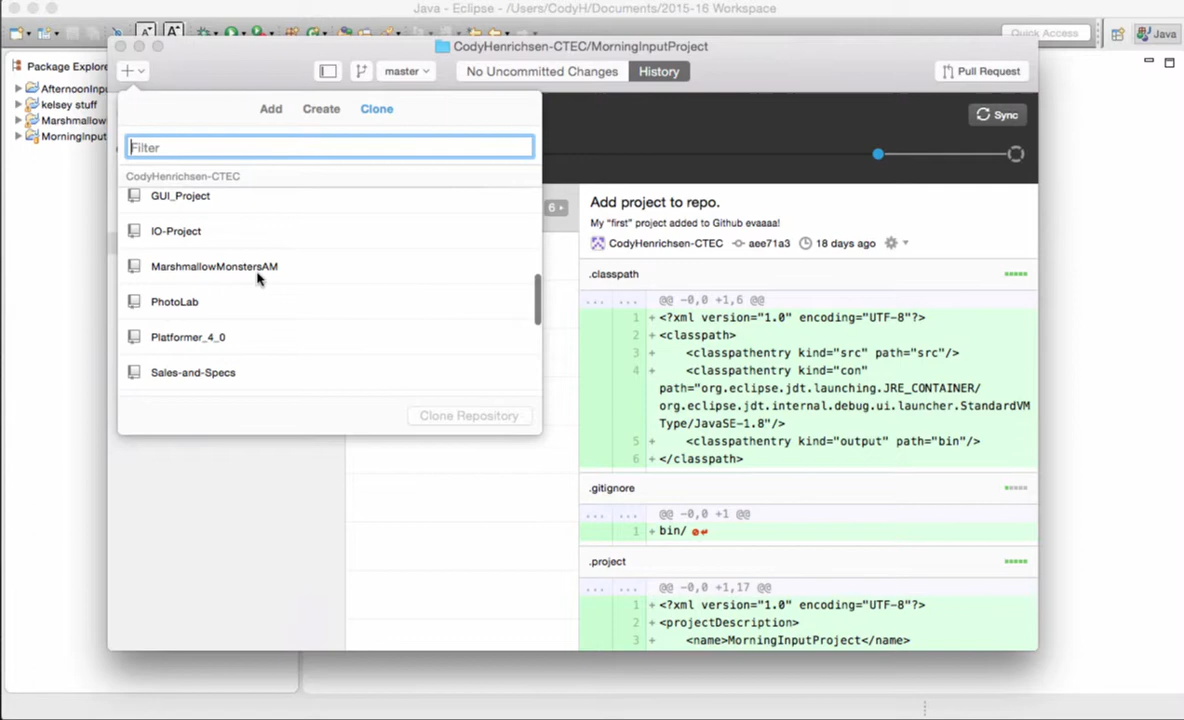 Java - Eclipse - /Users/CodyH/Documents/2015-16 Workspace
Quick Access
Java
Package Explore
AfternoonInpu
kelsey stuff
Marshmallow
MorningInput
CodyHenrichsen-CTEC/MorningInputProject
master
No Uncommitted Changes
History
Pull Request
Add
Create
Clone
Sync
Filter
CodyHenrichsen-CTEC
GUI_Project
IO-Project
MarshmallowMonstersAM
PhotoLab
Platformer_4_0
Sales-and-Specs
Clone Repository
6
Add project to repo.
My "first" project added to Github evaaaa!
CodyHenrichsen-CTEC aee71a3 18 days ago
.classpath
... ... @@ -0,0 +1,6 @@
1 + <?xml version="1.0" encoding="UTF-8"?>
2 + <classpath>
3 + <classpathentry kind="src" path="src"/>
4 + <classpathentry kind="con"
path="org.eclipse.jdt.launching.JRE_CONTAINER/
org.eclipse.jdt.internal.debug.ui.launcher.StandardVM
Type/JavaSE-1.8"/>
5 + <classpathentry kind="output" path="bin"/>
6 + </classpath>
.gitignore
... ... @@ -0,0 +1 @@
1 + bin/
.project
... ... @@ -0,0 +1,17 @@
1 + <?xml version="1.0" encoding="UTF-8"?>
2 + <projectDescription>
3 + <name>MorningInputProject</name>